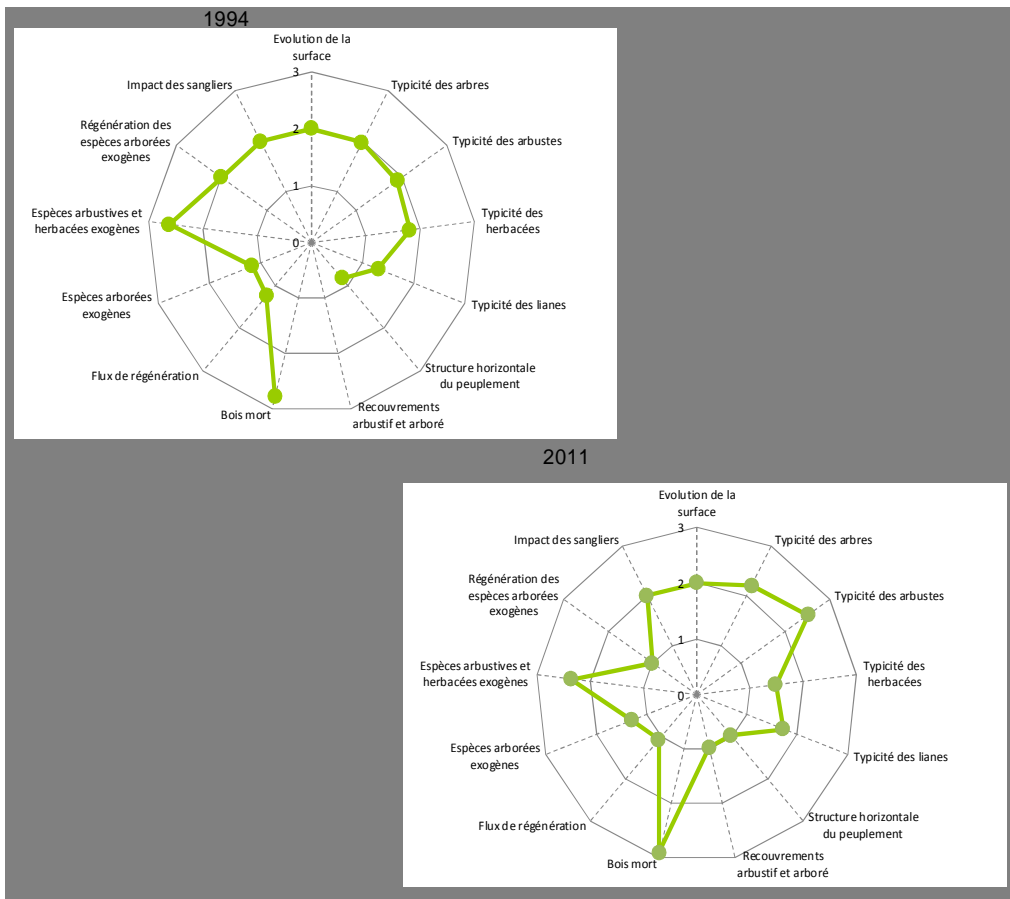 1994
Evolution de la
surface
Impact des sangliers
Typicité des arbres
Régénération des
espèces arborées
exogènes
Typicité des arbustes
Espèces arbustives et
herbacées exogènes
Typicité des
herbacées
Espèces arborées
exogènes
Typicité des lianes
Flux de régénération
Structure horizontale
du peuplement
Bois mort
Recouvrements
arbustif et arboré
3
2
1
0
2011
Evolution de la
surface
Impact des sangliers
Typicité des arbres
Régénération des
espèces arborées
exogènes
Typicité des arbustes
Espèces arbustives et
herbacées exogènes
Typicité des
herbacées
Espèces arborées
exogènes
Typicité des lianes
Flux de régénération
Structure horizontale
du peuplement
Bois mort
Recouvrements
arbustif et arboré
3
2
1
0